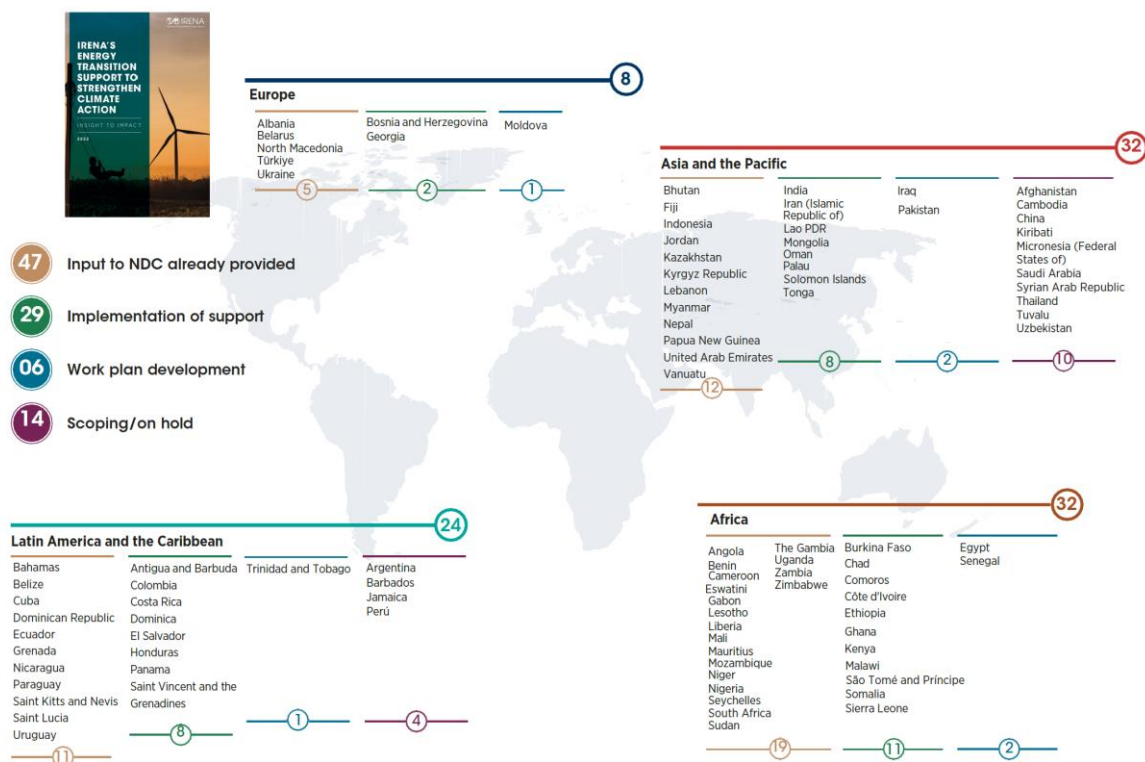 IRENA
IRENA'S
ENERGY
TRANSITION
SUPPORT TO
STRENGTHEN
CLIMATE
ACTION
INSIGHT TO IMPACT
2022
8
Europe
Albania
Belarus
North Macedonia
Türkiye
Ukraine
5
Bosnia and Herzegovina
Georgia
2
Moldova
1
32
Asia and the Pacific
Bhutan
Fiji
Indonesia
Jordan
Kazakhstan
Kyrgyz Republic
Lebanon
Myanmar
Nepal
Papua New Guinea
United Arab Emirates
Vanuatu
12
India
Iran (Islamic
Republic of)
Lao PDR
Mongolia
Oman
Palau
Solomon Islands
Tonga
8
Iraq
Pakistan
2
Afghanistan
Cambodia
China
Kiribati
Micronesia (Federal
States of)
Saudi Arabia
Syrian Arab Republic
Thailand
Tuvalu
Uzbekistan
10
47 Input to NDC already provided
29 Implementation of support
06 Work plan development
14 Scoping/on hold
24
Latin America and the Caribbean
Bahamas
Belize
Cuba
Dominican Republic
Ecuador
Grenada
Nicaragua
Paraguay
Saint Kitts and Nevis
Saint Lucia
Uruguay
11
Antigua and Barbuda
Colombia
Costa Rica
Dominica
El Salvador
Honduras
Panama
Saint Vincent and the
Grenadines
8
Trinidad and Tobago
1
Argentina
Barbados
Jamaica
Perú
4
32
Africa
Angola
Benin
Cameroon
Eswatini
Gabon
Lesotho
Liberia
Mali
Mauritius
Mozambique
Niger
Nigeria
Seychelles
South Africa
Sudan
The Gambia
Uganda
Zambia
Zimbabwe
19
Burkina Faso
Chad
Comoros
Côte d'Ivoire
Ethiopia
Ghana
Kenya
Malawi
São Tomé and Príncipe
Somalia
Sierra Leone
11
Egypt
Senegal
2